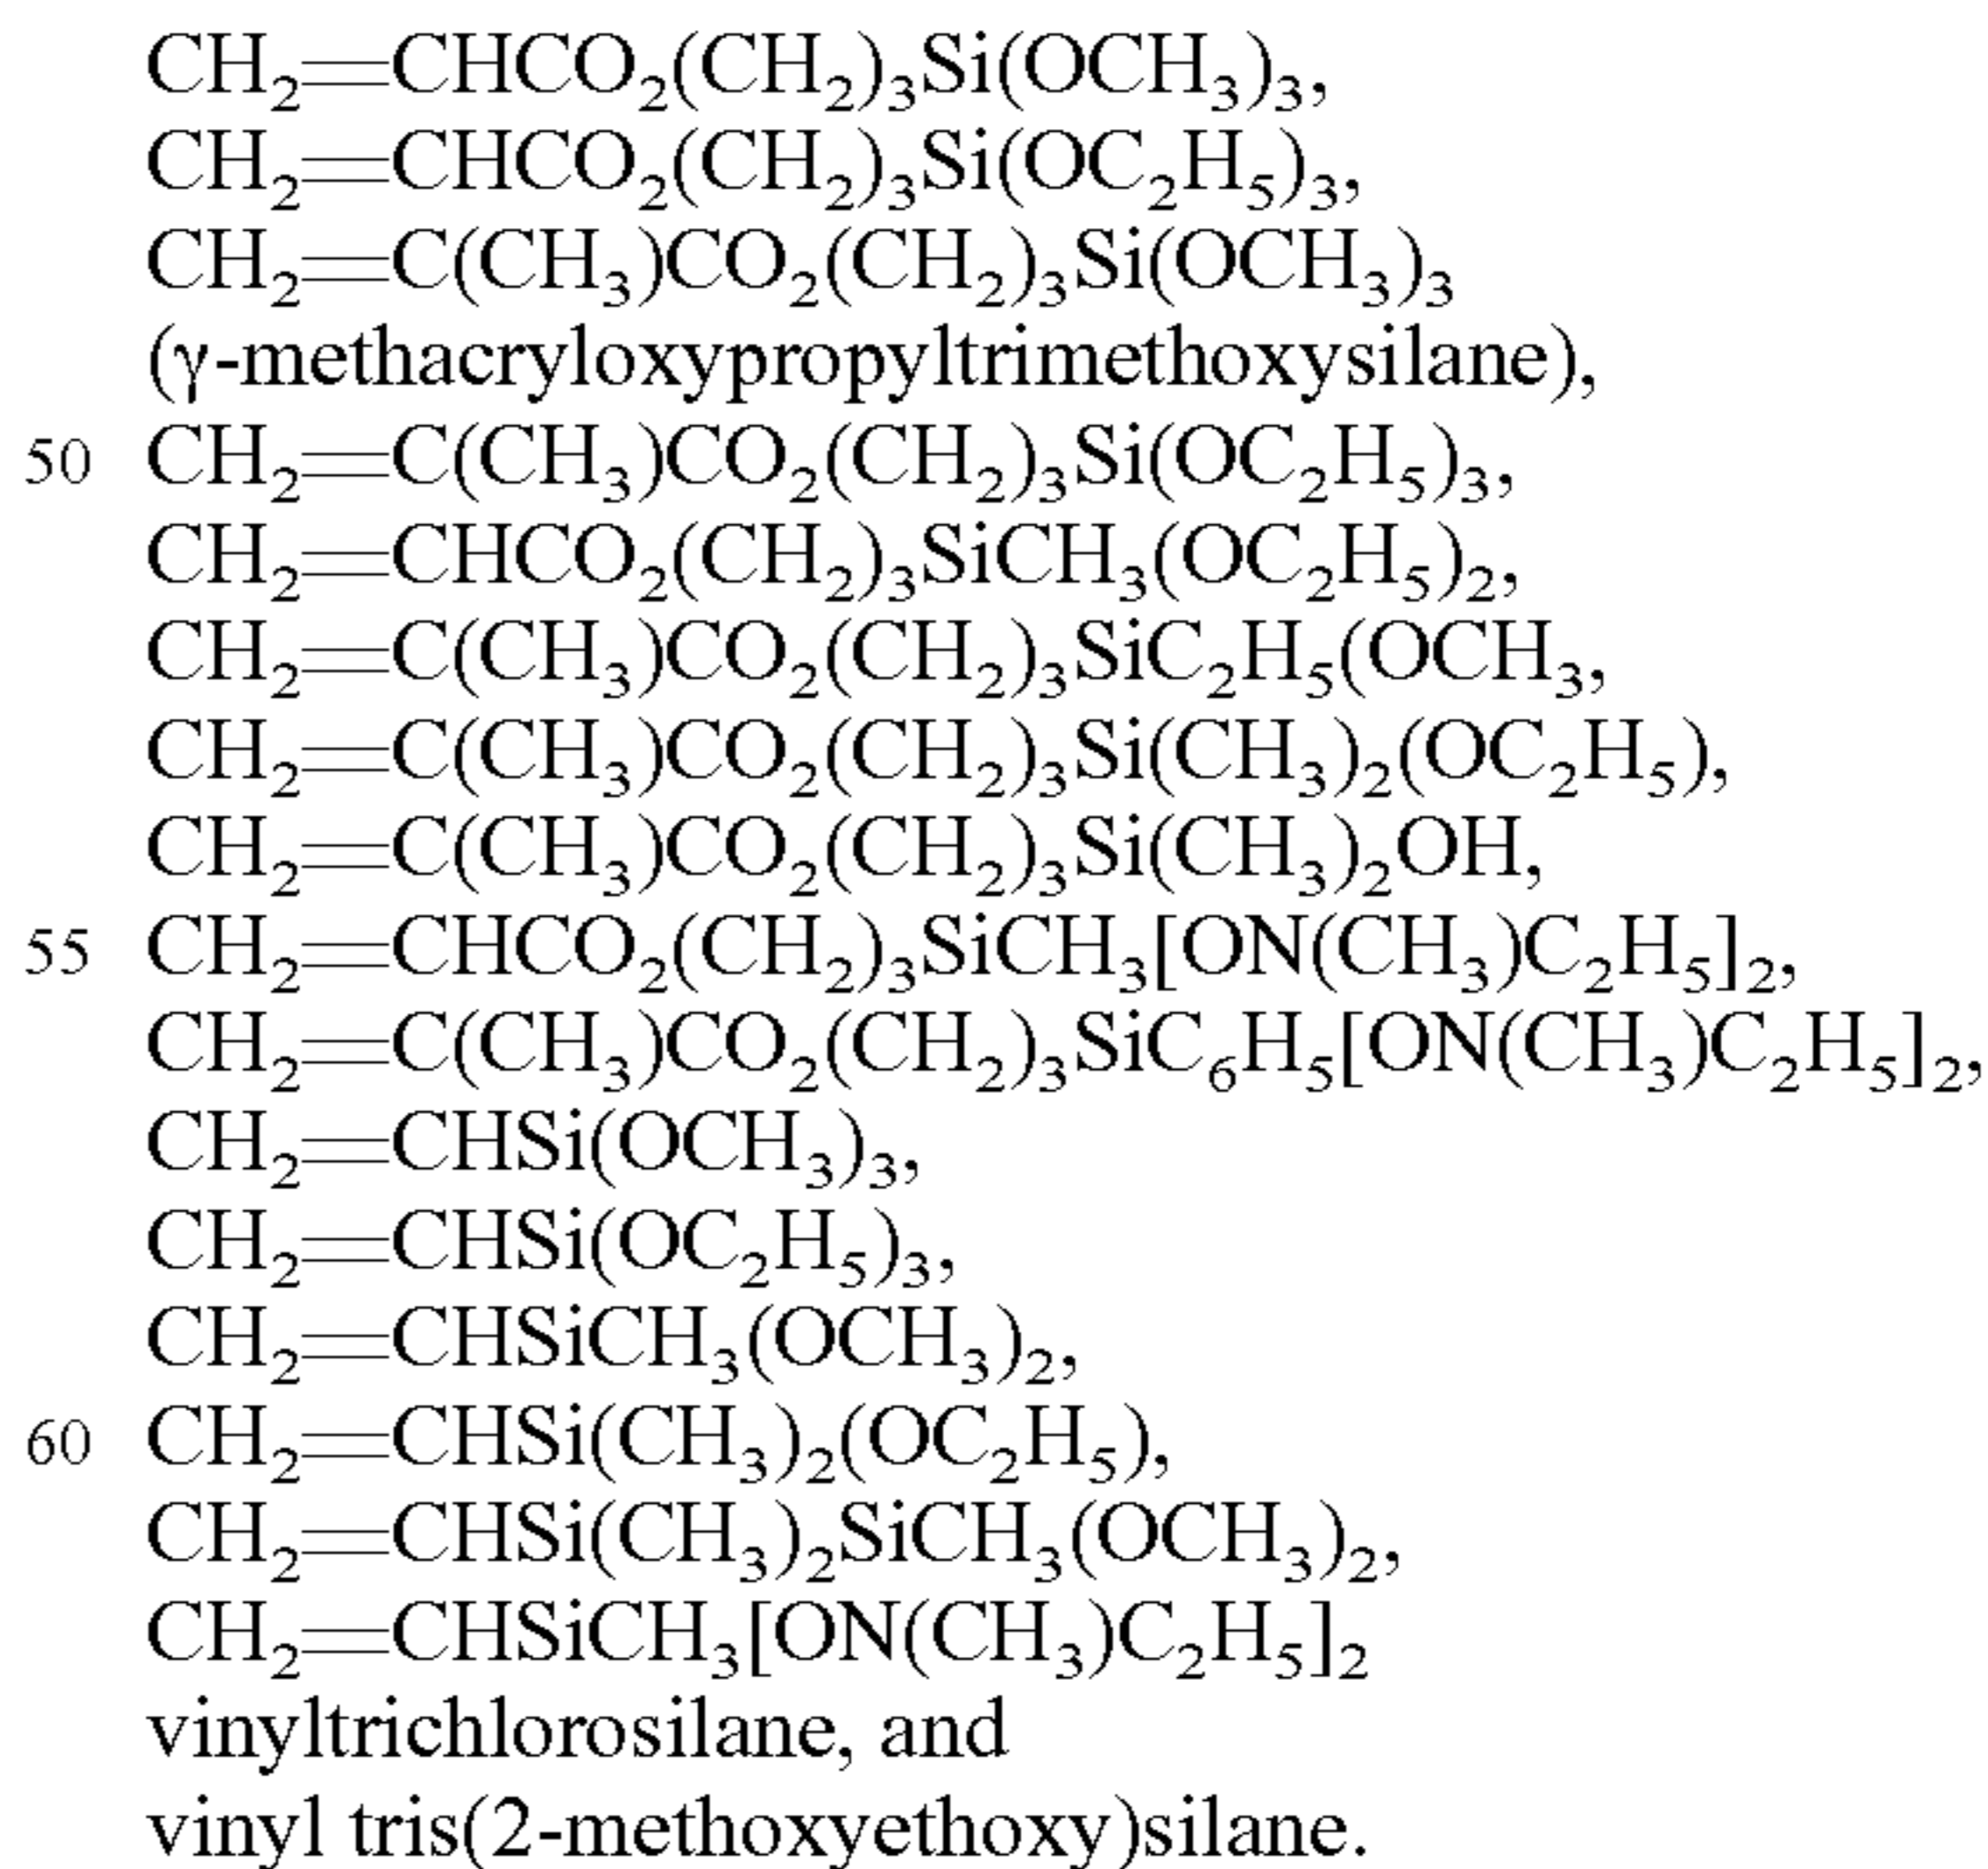 CH₂═CHCO₂(CH₂)₃Si(OCH₃)₃,
CH₂═CHCO₂(CH₂)₃Si(OC₂H₅)₃,
CH₂═C(CH₃)CO₂(CH₂)₃Si(OCH₃)₃
(γ-methacryloxypropyltrimethoxysilane),
50 CH₂═C(CH₃)CO₂(CH₂)₃Si(OC₂H₅)₃,
CH₂═CHCO₂(CH₂)₃SiCH₃(OC₂H₅)₂,
CH₂═C(CH₃)CO₂(CH₂)₃SiC₂H₅(OCH₃,
CH₂═C(CH₃)CO₂(CH₂)₃Si(CH₃)₂(OC₂H₅),
CH₂═C(CH₃)CO₂(CH₂)₃Si(CH₃)₂OH,
55 CH₂═CHCO₂(CH₂)₃SiCH₃[ON(CH₃)C₂H₅]₂,
CH₂═C(CH₃)CO₂(CH₂)₃SiC₆H₅[ON(CH₃)C₂H₅]₂,
CH₂═CHSi(OCH₃)₃,
CH₂═CHSi(OC₂H₅)₃,
CH₂═CHSiCH₃(OCH₃)₂,
60 CH₂═CHSi(CH₃)₂(OC₂H₅),
CH₂═CHSi(CH₃)₂SiCH₃(OCH₃)₂,
CH₂═CHSiCH₃[ON(CH₃)C₂H₅]₂
vinyltrichlorosilane, and
vinyl tris(2-methoxyethoxy)silane.